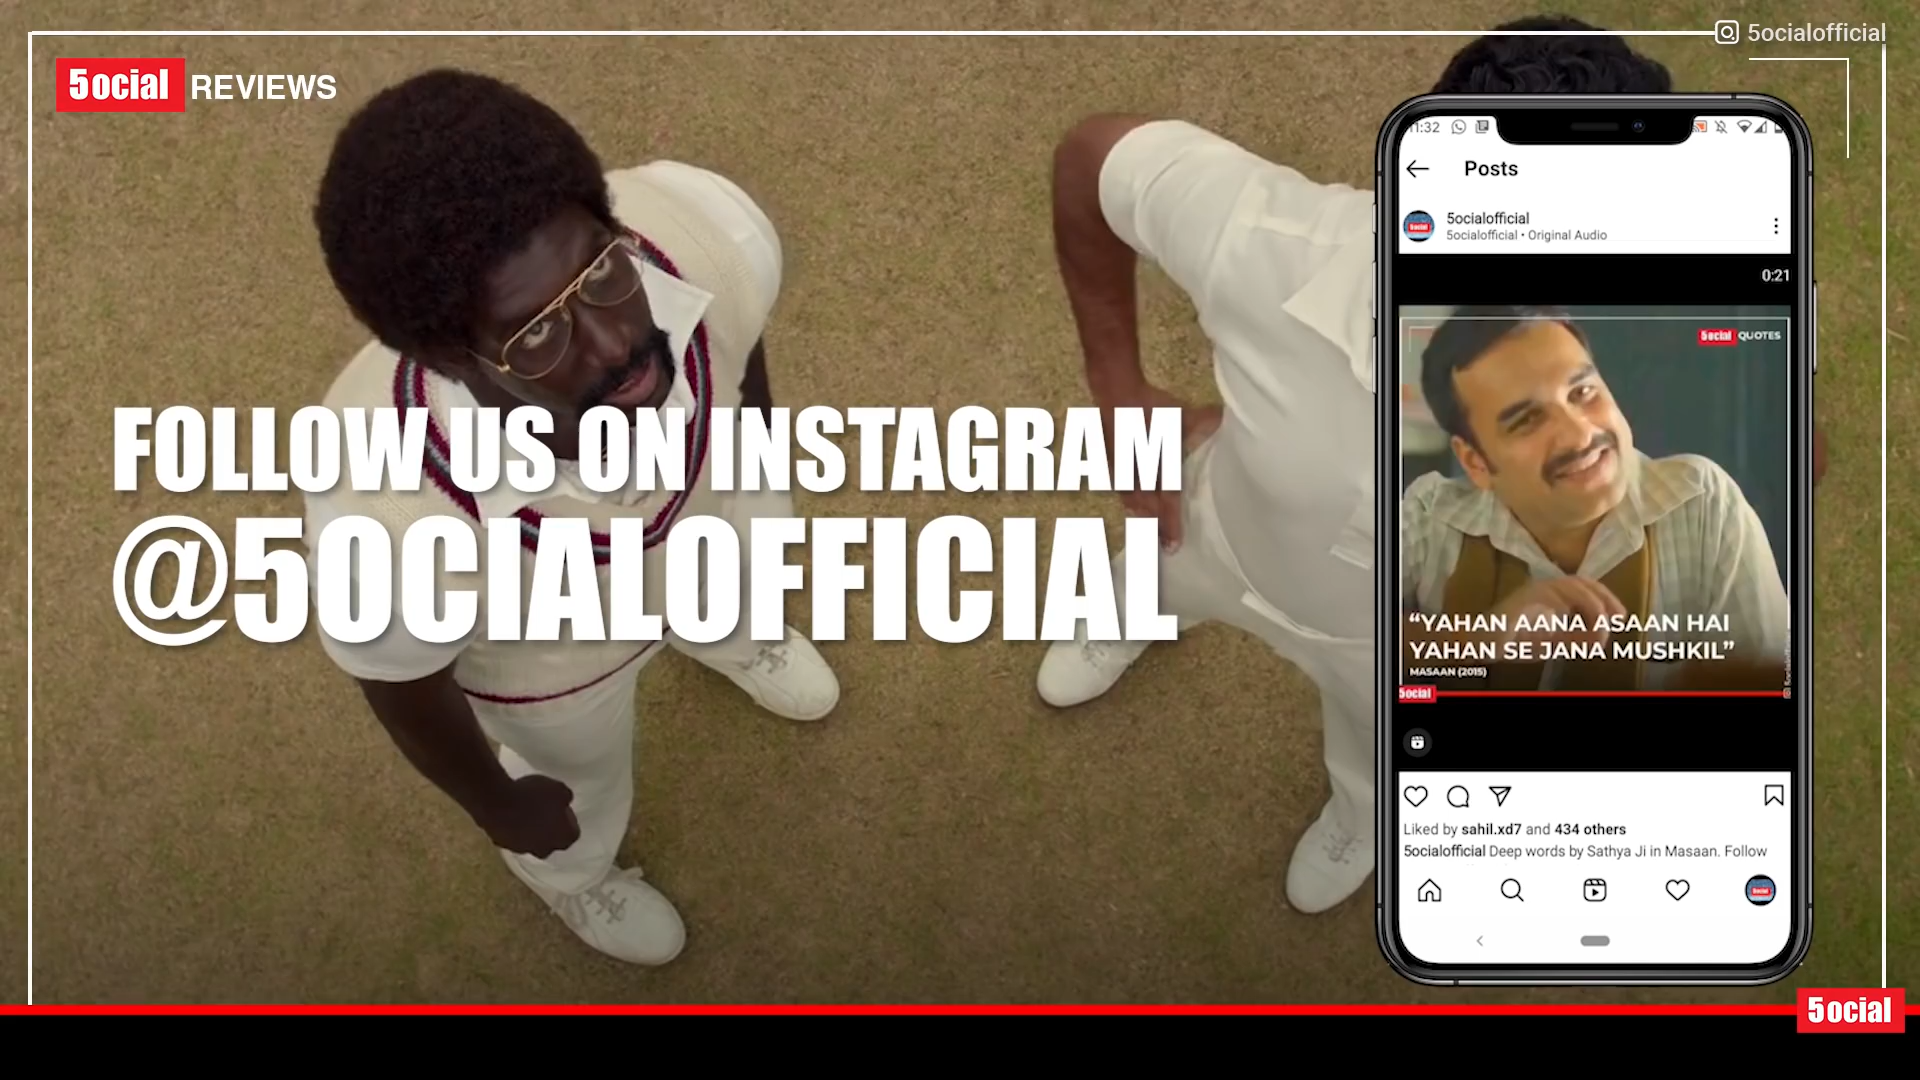 5ocialofficial
5ocial REVIEWS
FOLLOW US ON INSTAGRAM
@5OCIALOFFICIAL
11:32
Posts
5ocialofficial
5ocialofficial • Original Audio
0:21
5ocial QUOTES
“YAHAN AANA ASAAN HAI
YAHAN SE JANA MUSHKIL”
MASAAN (2015)
5ocial
Liked by sahil.xd7 and 434 others
5ocialofficial Deep words by Sathya Ji in Masaan. Follow
5ocial